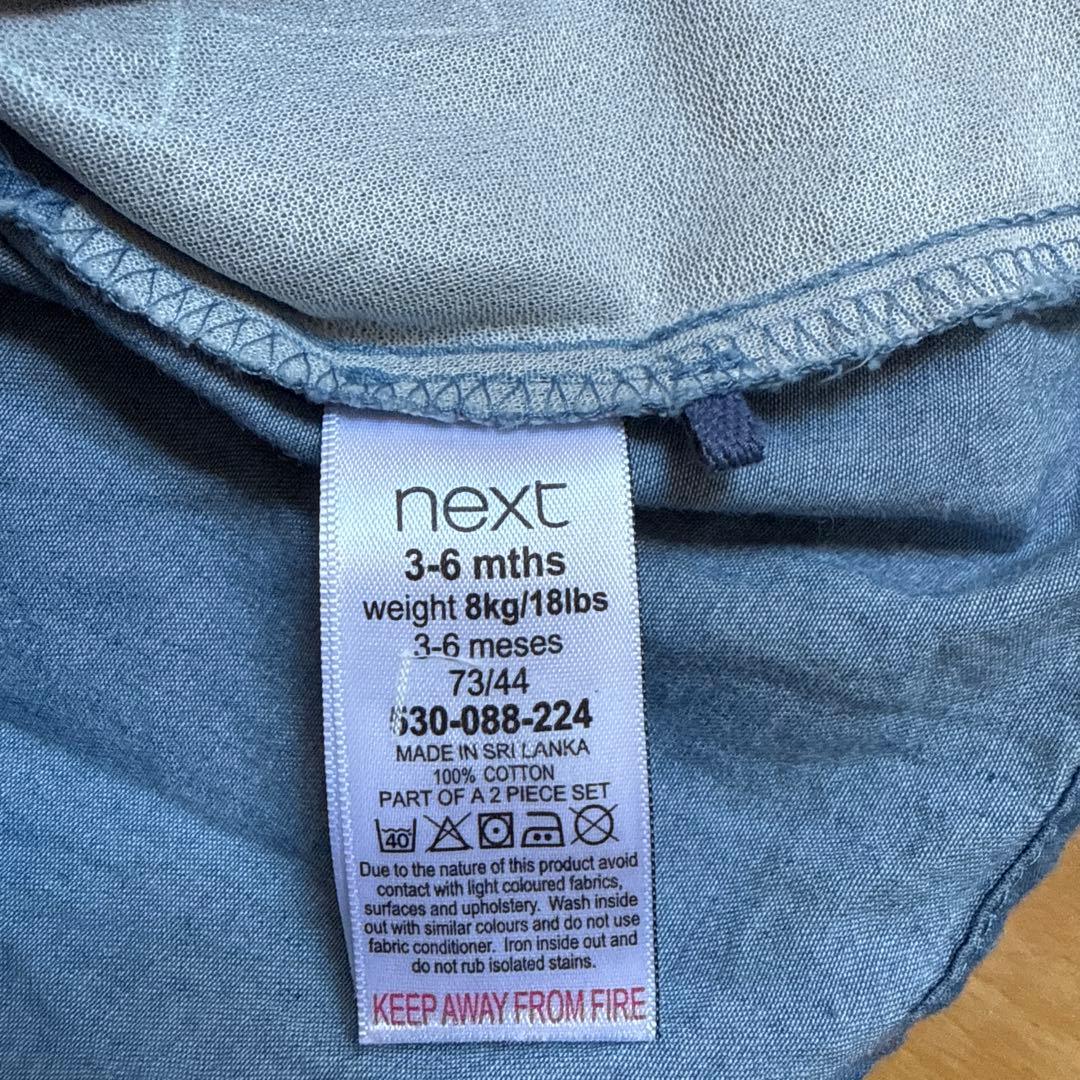 next
3-6 mths
weight 8kg/18lbs
3-6 meses
73/44
630-088-224
MADE IN SRI LANKA
100% COTTON
PART OF A 2 PIECE SET
40
Due to the nature of this product avoid
contact with light coloured fabrics,
surfaces and upholstery. Wash inside
out with similar colours and do not use
fabric conditioner. Iron inside out and
do not rub isolated stains.
KEEP AWAY FROM FIRE